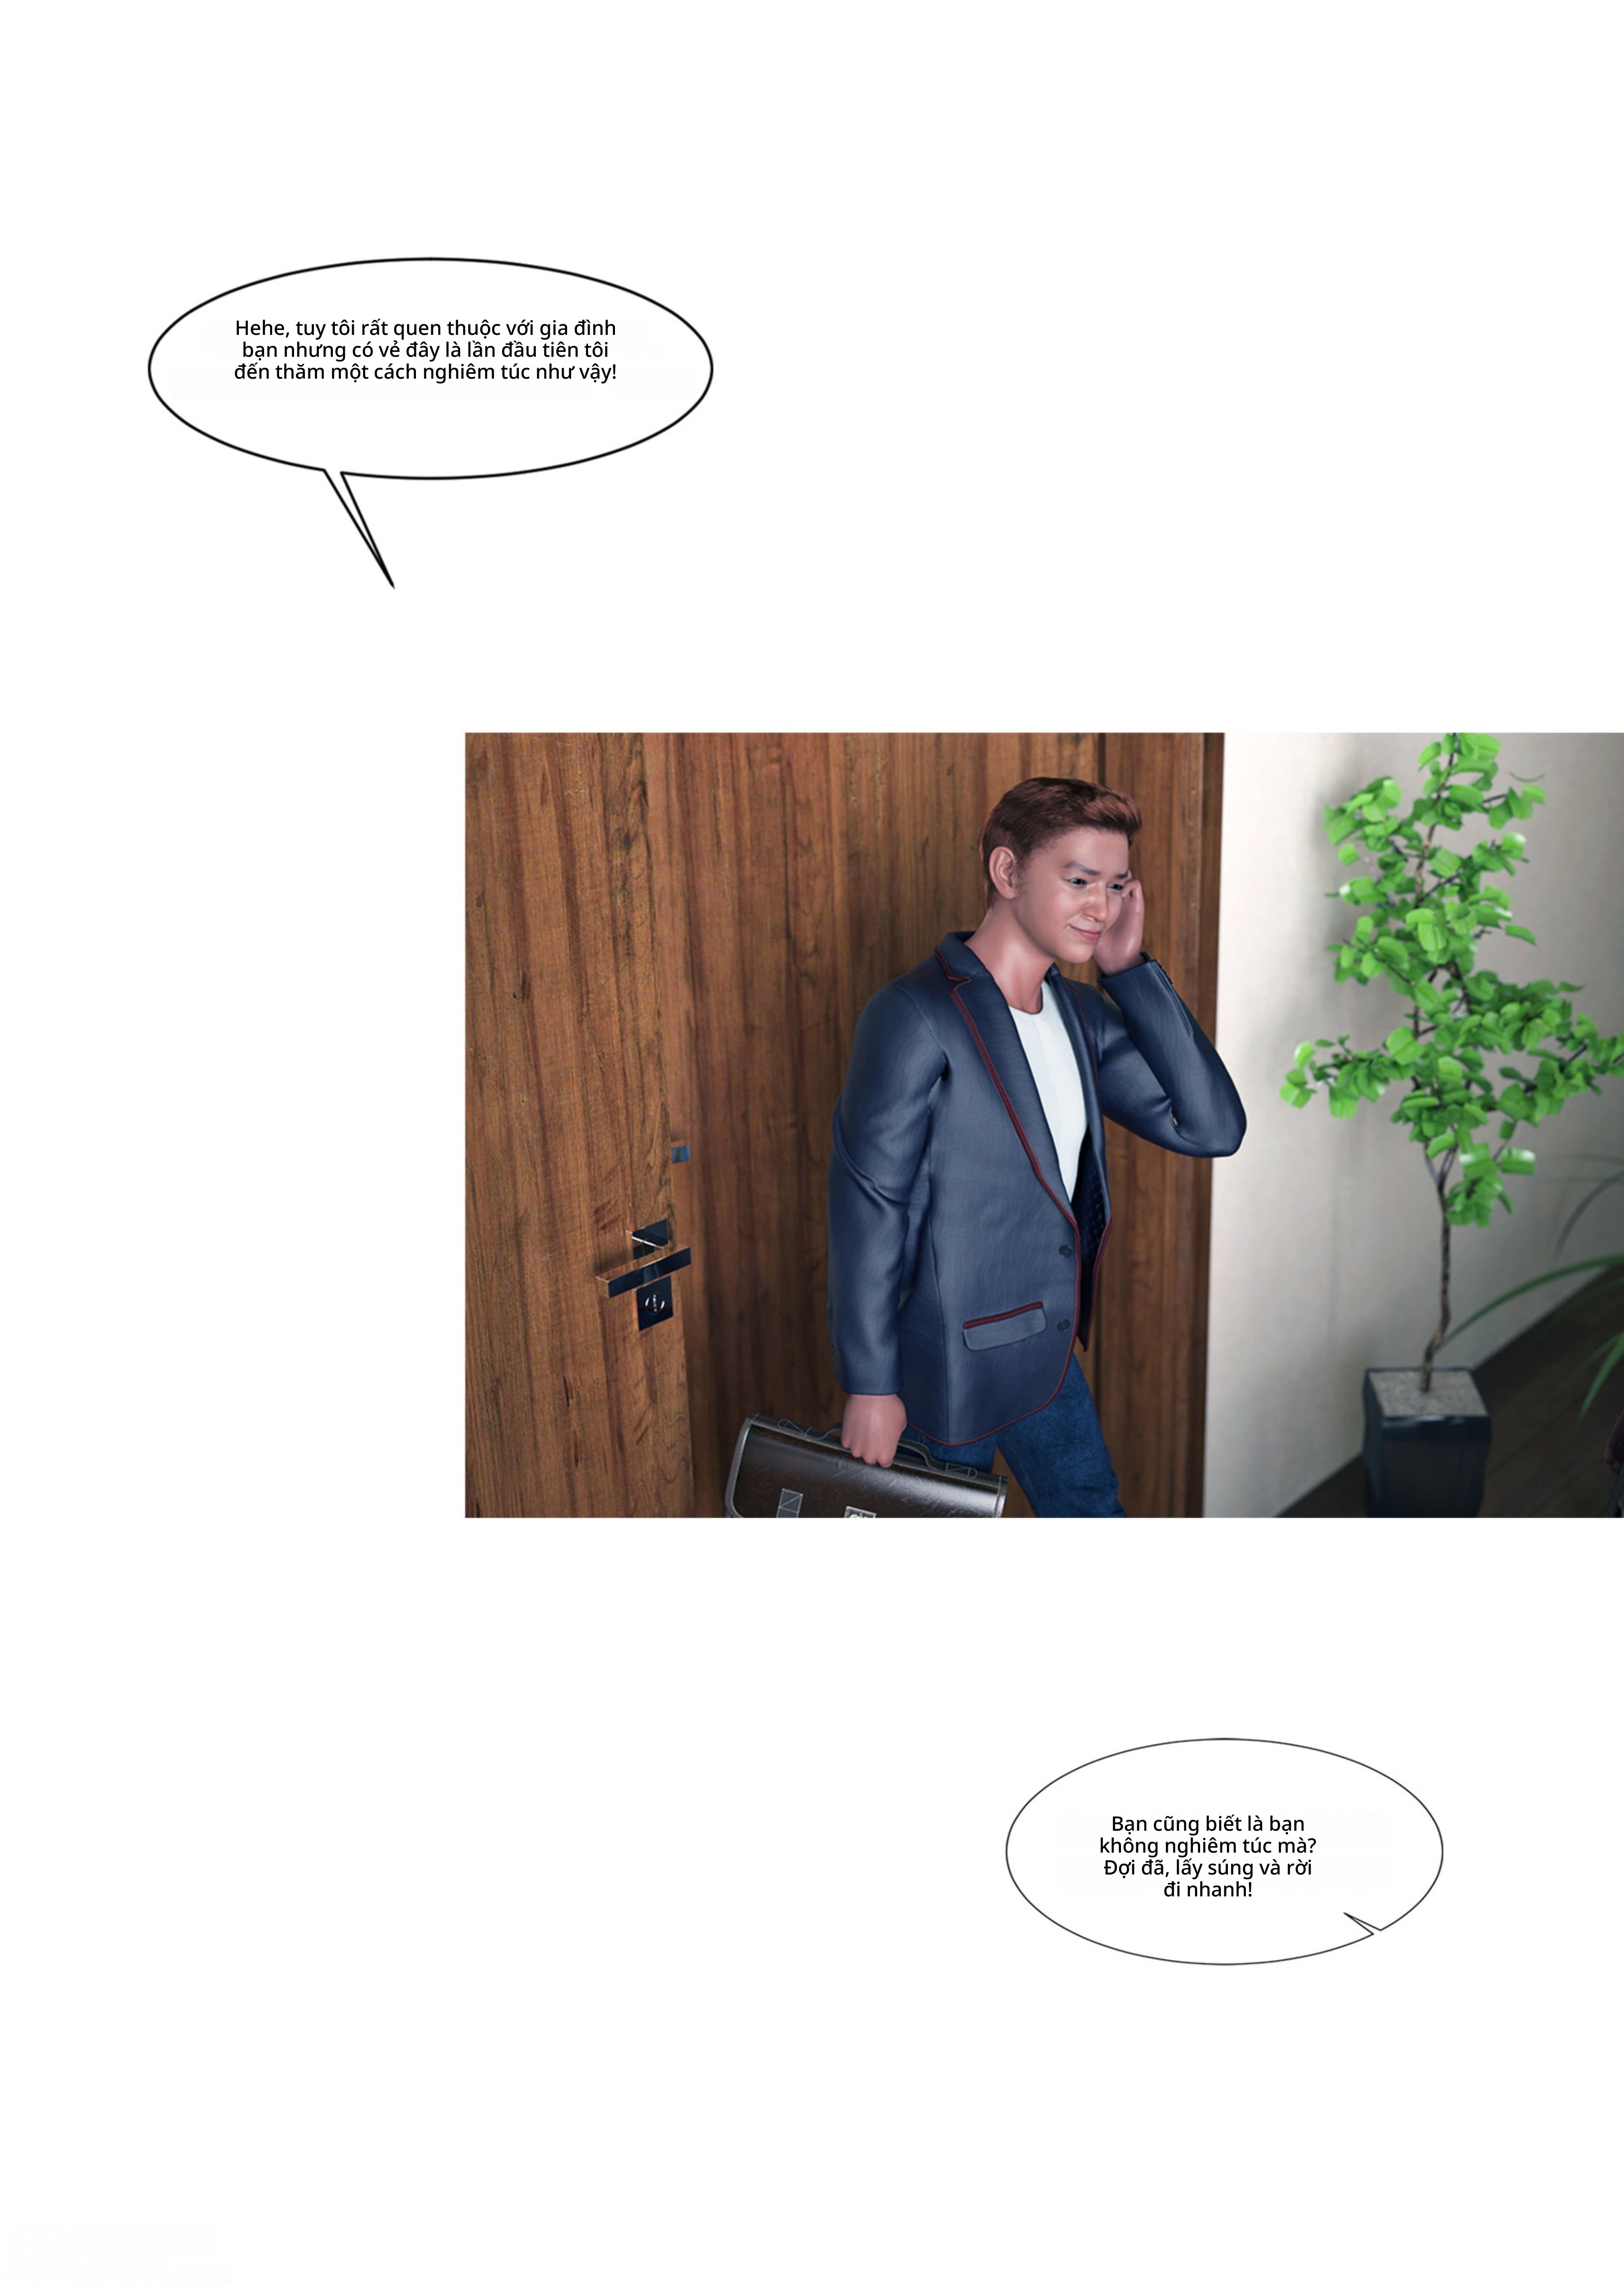 Hehe, tuy tôi rất quen thuộc với gia đình
bạn nhưng có vẻ đây là lần đầu tiên tôi
đến thăm một cách nghiêm túc như vậy!
Bạn cũng biết là bạn
không nghiêm túc mà?
Đợi đã, lấy súng và rời
đi nhanh!